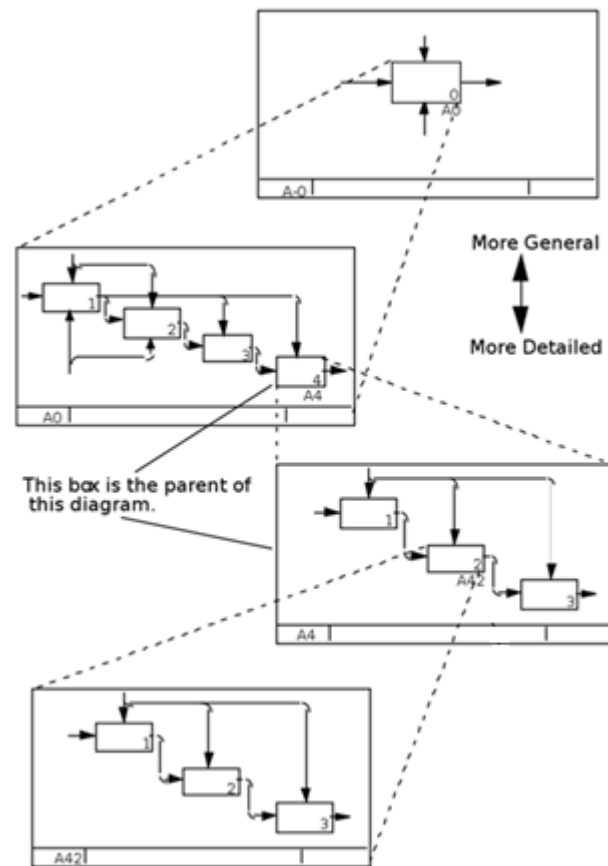 0
A0
A-0
More General
More Detailed
1
2
3
4
A4
A0
This box is the parent of
this diagram.
1
2
A42
3
A4
1
2
3
A42